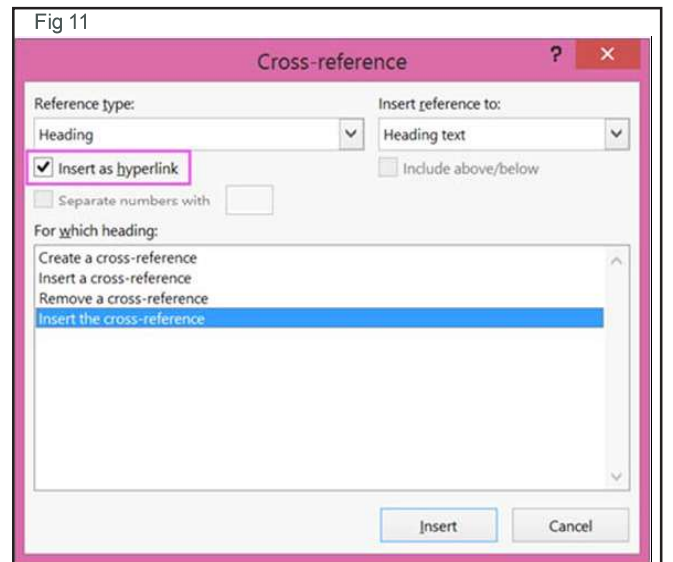 Fig 11
Cross-reference ? ×
Reference type: Insert reference to:
Heading Heading text
Insert as hyperlink Include above/below
Separate numbers with
For which heading:
Create a cross-reference
Insert a cross-reference
Remove a cross-reference
Insert the cross-reference
Insert Cancel